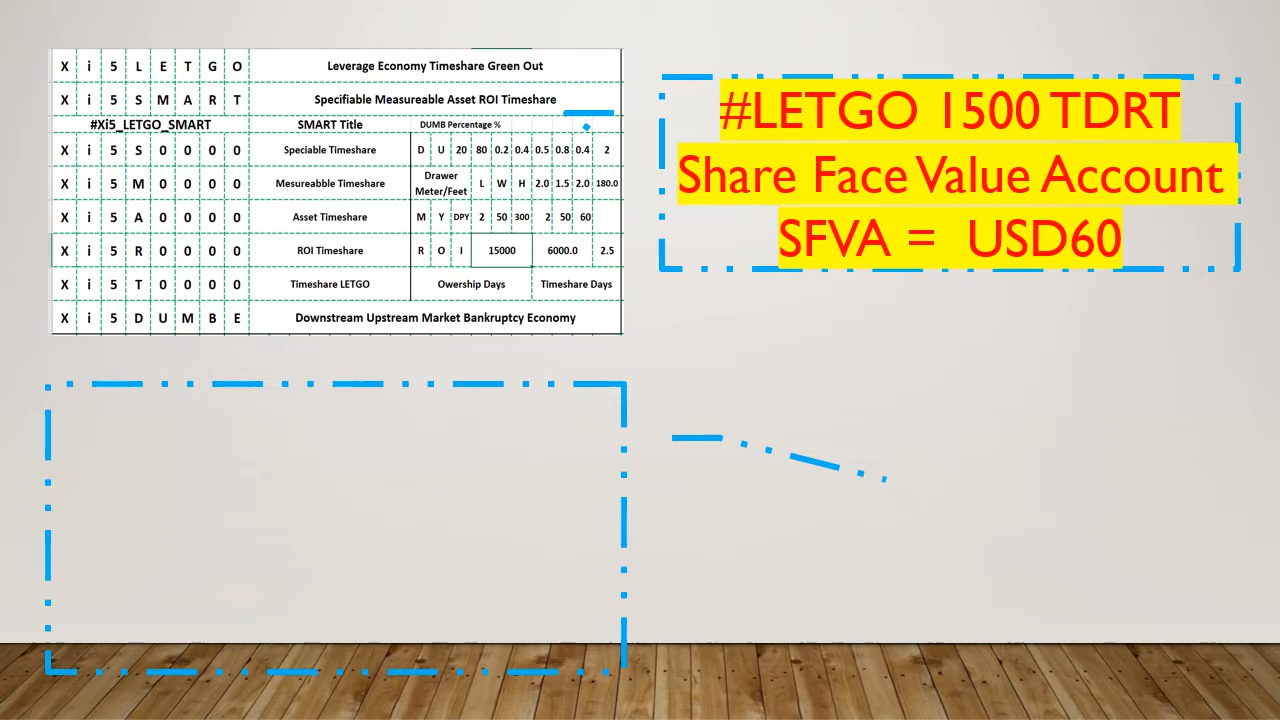 X i 5 L E T G O Leverage Economy Timeshare Green Out
X i 5 S M A R T Specifiable Measureable Asset ROI Timeshare
#Xi5_LETGO_SMART SMART Title DUMB Percentage %
X i 5 S 0 0 0 0 Speciable Timeshare D U 20 80 0.2 0.4 0.5 0.8 0.4 2
X i 5 M 0 0 0 0 Mesureabble Timeshare Drawer Meter/Feet L W H 2.0 1.5 2.0 180.0
X i 5 A 0 0 0 0 Asset Timeshare M Y DPY 2 50 300 2 50 60
X i 5 R 0 0 0 0 ROI Timeshare R O I 15000 6000.0 2.5
X i 5 T 0 0 0 0 Timeshare LETGO Owership Days Timeshare Days
X i 5 D U M B E Downstream Upstream Market Bankruptcy Economy
#LETGO 1500 TDRT
Share Face Value Account
SFVA = USD60